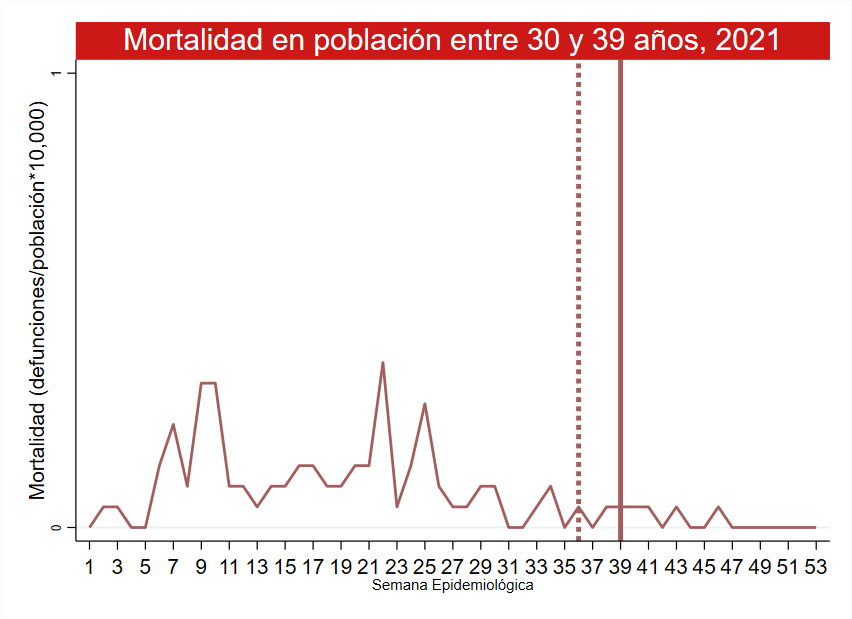 Mortalidad en población entre 30 y 39 años, 2021
Mortalidad (defunciones/población*10,000)
1
0
1 3 5 7 9 11 13 15 17 19 21 23 25 27 29 31 33 35 37 39 41 43 45 47 49 51 53
Semana Epidemiológica